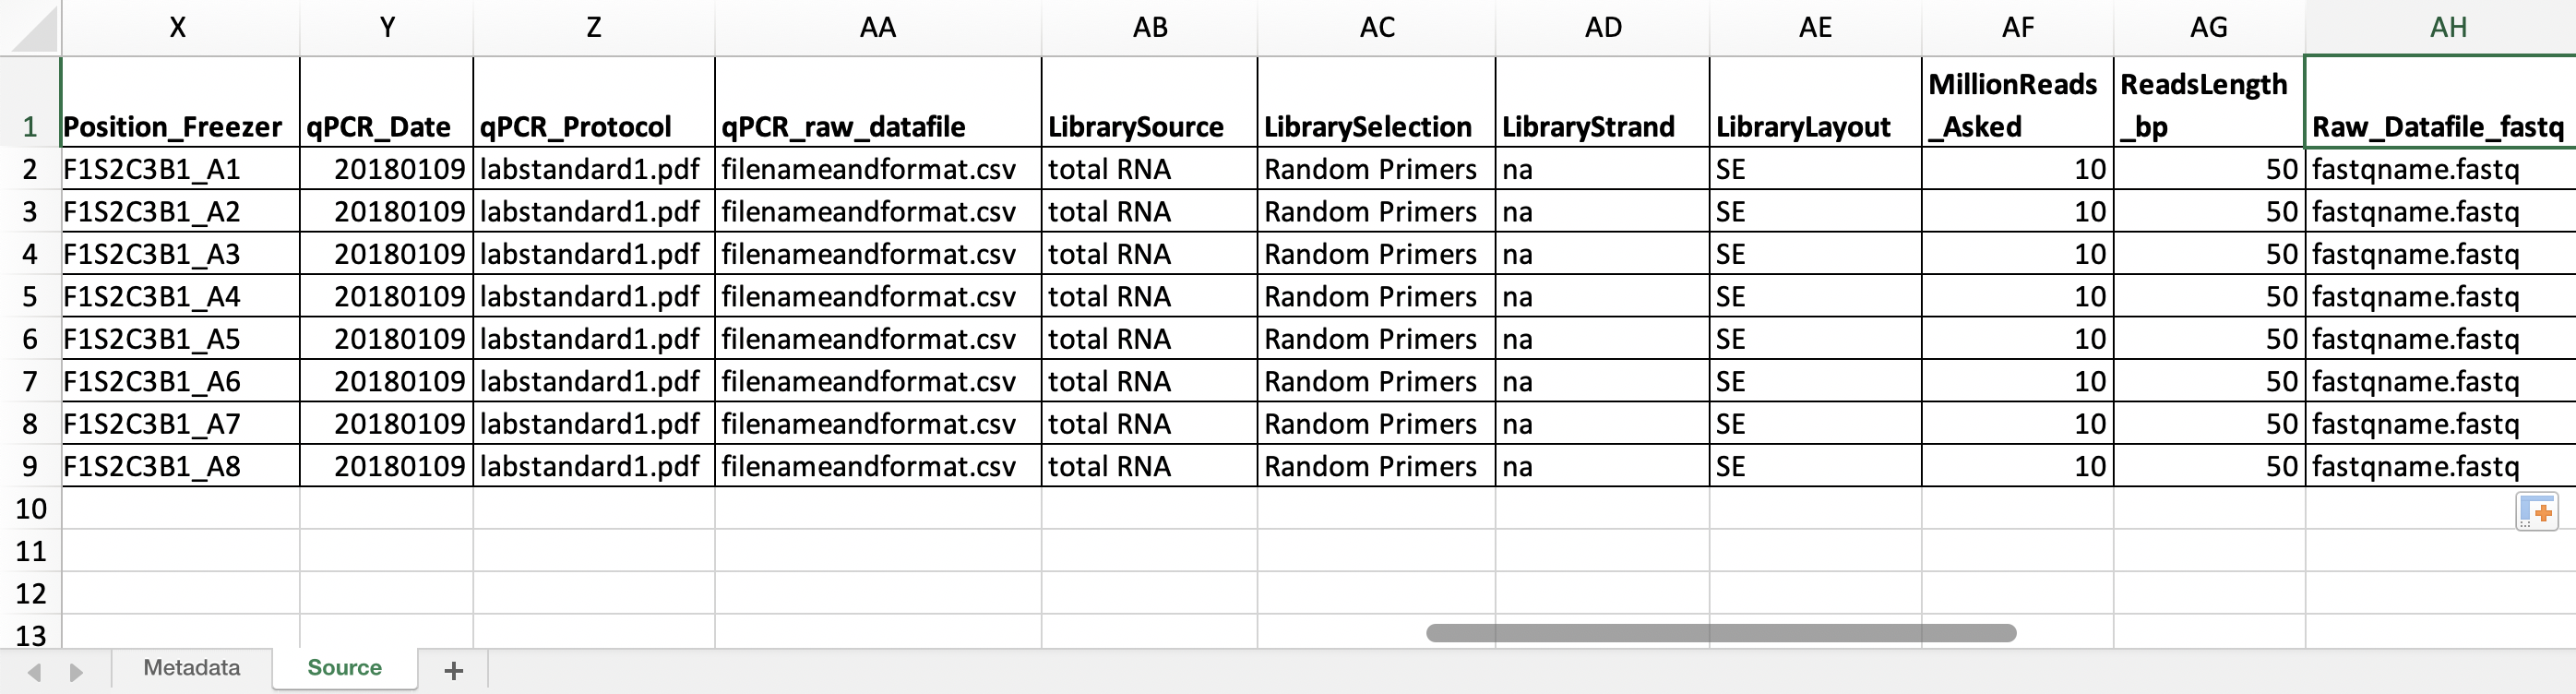 X Y Z AA AB AC AD AE AF AG AH
MillionReads ReadsLength
1 Position_Freezer qPCR_Date qPCR_Protocol qPCR_raw_datafile LibrarySource LibrarySelection LibraryStrand LibraryLayout _Asked _bp Raw_Datafile_fastq
2 F1S2C3B1_A1 20180109 labstandard1.pdf filenameandformat.csv total RNA Random Primers na SE 10 50 fastqname.fastq
3 F1S2C3B1_A2 20180109 labstandard1.pdf filenameandformat.csv total RNA Random Primers na SE 10 50 fastqname.fastq
4 F1S2C3B1_A3 20180109 labstandard1.pdf filenameandformat.csv total RNA Random Primers na SE 10 50 fastqname.fastq
5 F1S2C3B1_A4 20180109 labstandard1.pdf filenameandformat.csv total RNA Random Primers na SE 10 50 fastqname.fastq
6 F1S2C3B1_A5 20180109 labstandard1.pdf filenameandformat.csv total RNA Random Primers na SE 10 50 fastqname.fastq
7 F1S2C3B1_A6 20180109 labstandard1.pdf filenameandformat.csv total RNA Random Primers na SE 10 50 fastqname.fastq
8 F1S2C3B1_A7 20180109 labstandard1.pdf filenameandformat.csv total RNA Random Primers na SE 10 50 fastqname.fastq
9 F1S2C3B1_A8 20180109 labstandard1.pdf filenameandformat.csv total RNA Random Primers na SE 10 50 fastqname.fastq
10
11
12
13
Metadata Source +